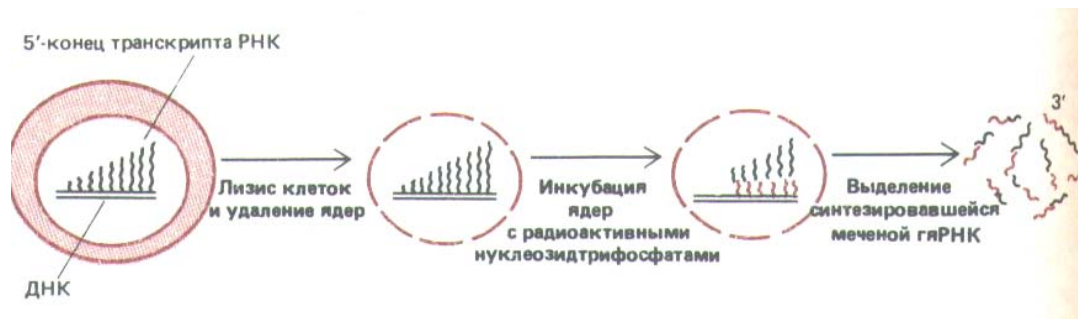 5'-конец транскрипта РНК
ДНК
Лизис клеток
и удаление ядер
Инкубация
ядер
с радиоактивными
нуклеозидтрифосфатами
Выделение
синтезировавшейся
меченой гяРНК
3'